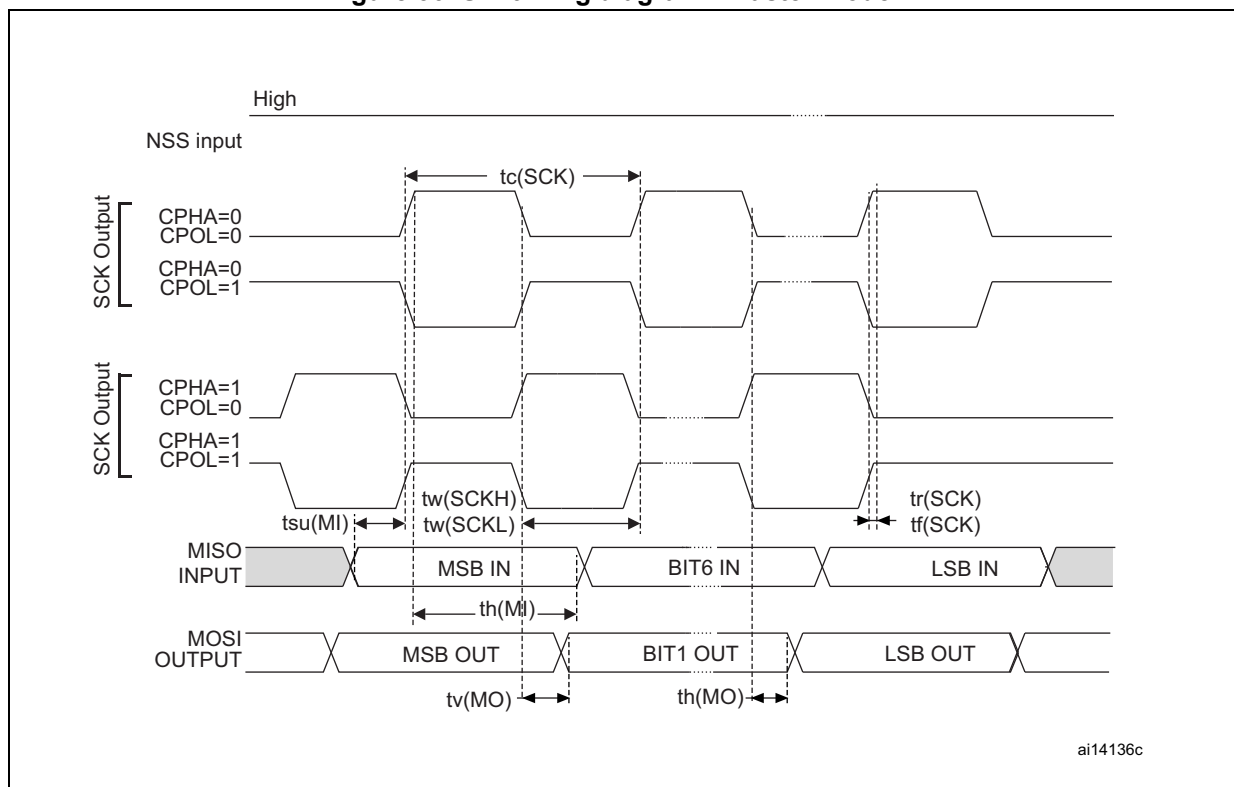 High
NSS input
tc(SCK)
SCK Output
CPHA=0
CPOL=0
CPHA=0
CPOL=1
SCK Output
CPHA=1
CPOL=0
CPHA=1
CPOL=1
tw(SCKH)
tw(SCKL)
tr(SCK)
tf(SCK)
tsu(MI)
MISO
INPUT
MSB IN
BIT6 IN
LSB IN
th(MI)
MOSI
OUTPUT
MSB OUT
BIT1 OUT
LSB OUT
tv(MO)
th(MO)
ai14136c